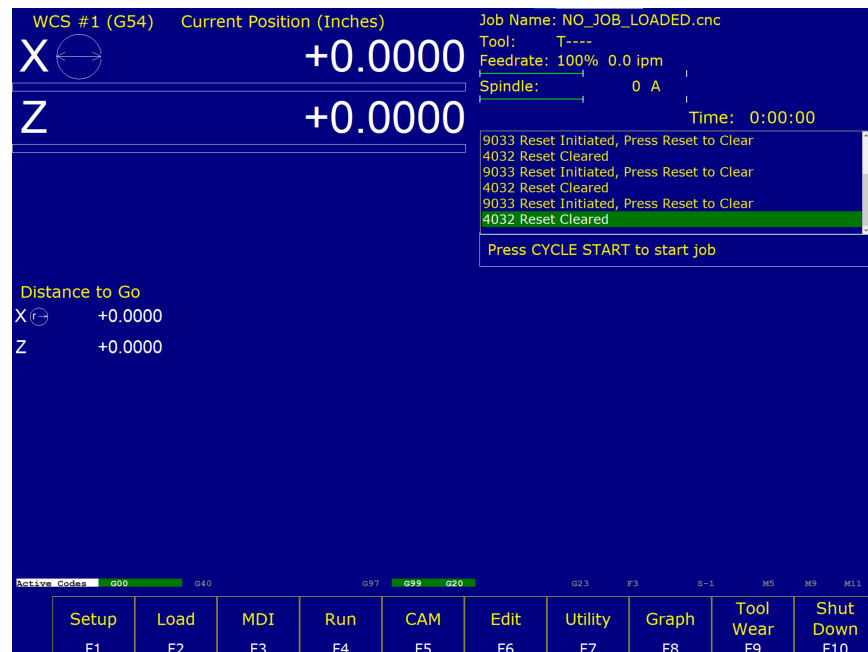 WCS #1 (G54) Current Position (Inches)
X +0.0000
Z +0.0000
Job Name: NO_JOB_LOADED.cnc
Tool: T----
Feedrate: 100% 0.0 ipm
Spindle: 0 A
Time: 0:00:00
9033 Reset Initiated, Press Reset to Clear
4032 Reset Cleared
9033 Reset Initiated, Press Reset to Clear
4032 Reset Cleared
9033 Reset Initiated, Press Reset to Clear
4032 Reset Cleared
Press CYCLE START to start job
Distance to Go
X r +0.0000
Z +0.0000
Active Codes G00 G40 G97 G99 G20 G23 F3 S-1 M5 M9 M11
Setup Load MDI Run CAM Edit Utility Graph Tool Wear Shut Down
F1 F2 F3 F4 F5 F6 F7 F8 F9 F10